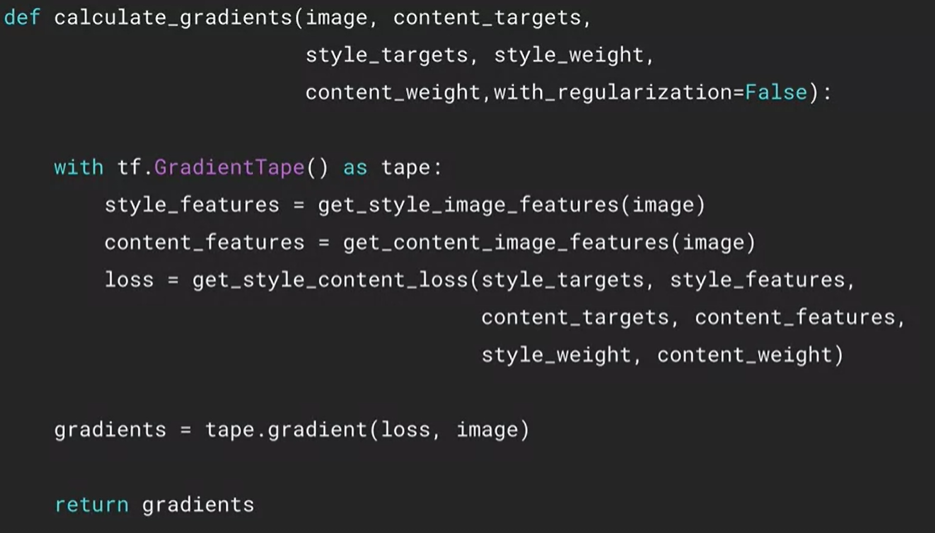 def calculate_gradients(image, content_targets,
                        style_targets, style_weight,
                        content_weight,with_regularization=False):
    with tf.GradientTape() as tape:
        style_features = get_style_image_features(image)
        content_features = get_content_image_features(image)
        loss = get_style_content_loss(style_targets, style_features,
                                      content_targets, content_features,
                                      style_weight, content_weight)
    gradients = tape.gradient(loss, image)
    return gradients